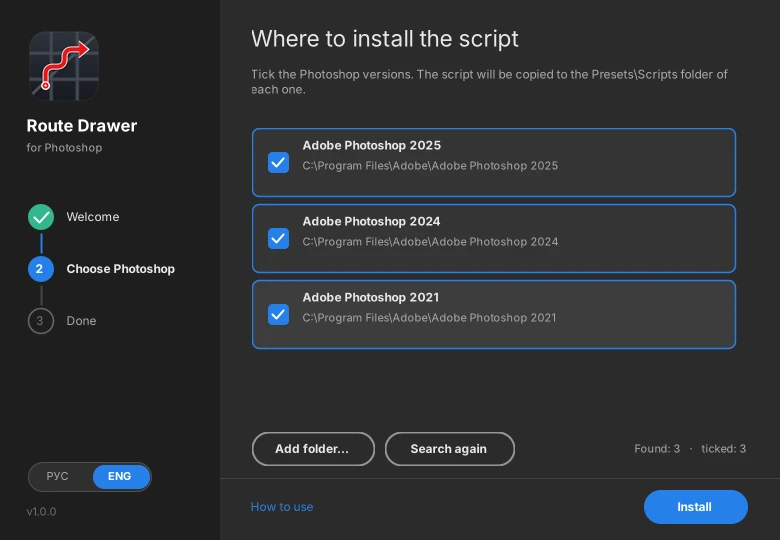 Route Drawer
for Photoshop
Welcome
2
Choose Photoshop
3
Done
РУС
ENG
v1.0.0
Where to install the script
Tick the Photoshop versions. The script will be copied to the Presets\Scripts folder of
each one.
Adobe Photoshop 2025
C:\Program Files\Adobe\Adobe Photoshop 2025
Adobe Photoshop 2024
C:\Program Files\Adobe\Adobe Photoshop 2024
Adobe Photoshop 2021
C:\Program Files\Adobe\Adobe Photoshop 2021
Add folder...
Search again
Found: 3 · ticked: 3
How to use
Install